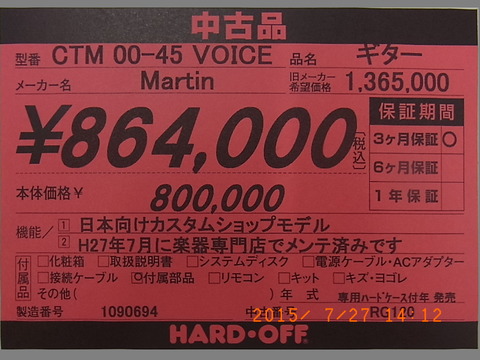 中古品
型番 CTM 00-45 VOICE 品名 ギター
メーカー名 Martin 旧メーカー希望価格 1,365,000
¥864,000 〔税込〕
保証期間
3ヶ月保証 〇
6ヶ月保証
1年保証
本体価格¥ 800,000
機能／ 1 日本向けカスタムショップモデル
2 H27年7月に楽器専門店でメンテ済みです
付属品 □化粧箱 □取扱説明書 □システムディスク □電源ケーブル・ACアダプター
□接続ケーブル 〇付属部品 □リモコン □キット □キズ・ヨゴレ
その他( )年式 専用ハードケース付年 発売
製造番号 1090694
2015/ 7/27 14 12
HARD・OFF